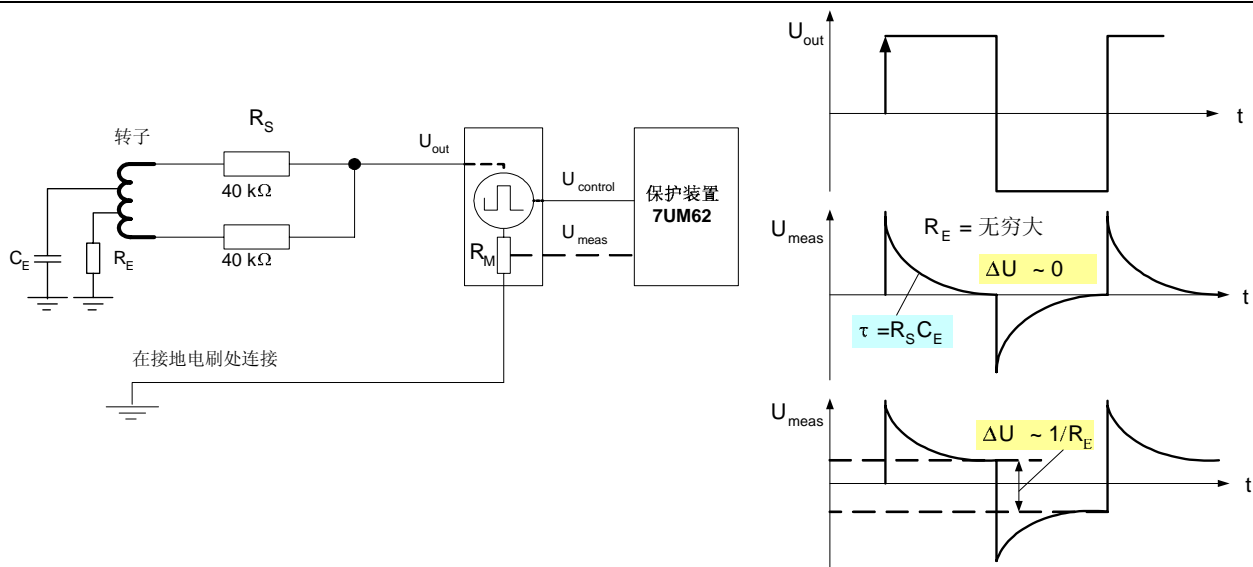 转子
R_S
40 kΩ
40 kΩ
C_E
R_E
U_out
U_control
U_meas
R_M
保护装置
7UM62
在接地电刷处连接
U_out
t
U_meas
R_E = 无穷大
ΔU ~ 0
τ =R_SC_E
t
U_meas
ΔU ~ 1/R_E
t